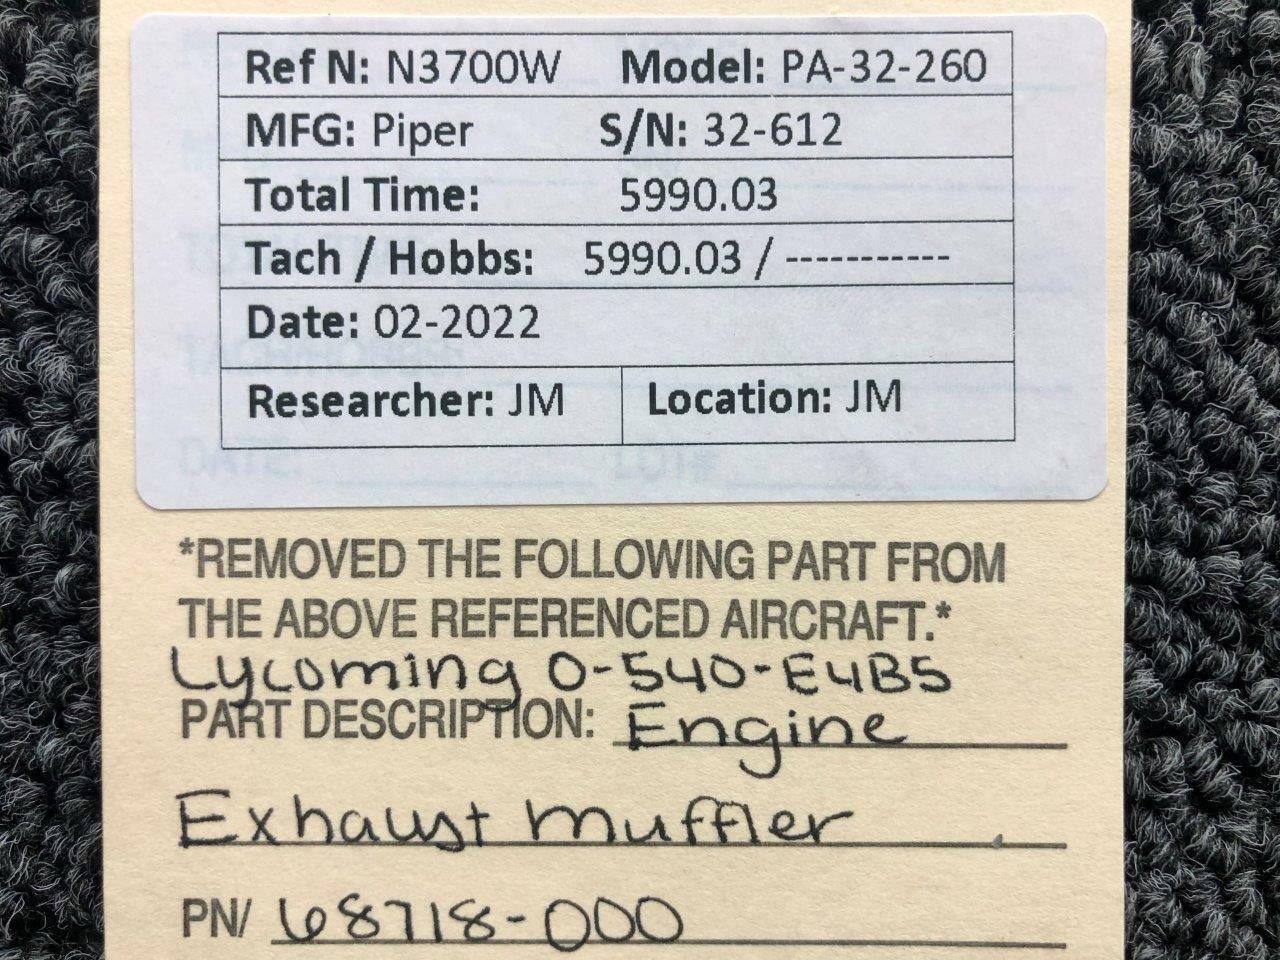 Ref N: N3700W Model: PA-32-260
MFG: Piper S/N: 32-612
Total Time: 5990.03
Tach / Hobbs: 5990.03 / -----------
Date: 02-2022
Researcher: JM Location: JM
DATE: LOT#
*REMOVED THE FOLLOWING PART FROM
THE ABOVE REFERENCED AIRCRAFT.*
Lycoming O-540-E4B5
PART DESCRIPTION: Engine
Exhaust muffler
PN/ 68718-000